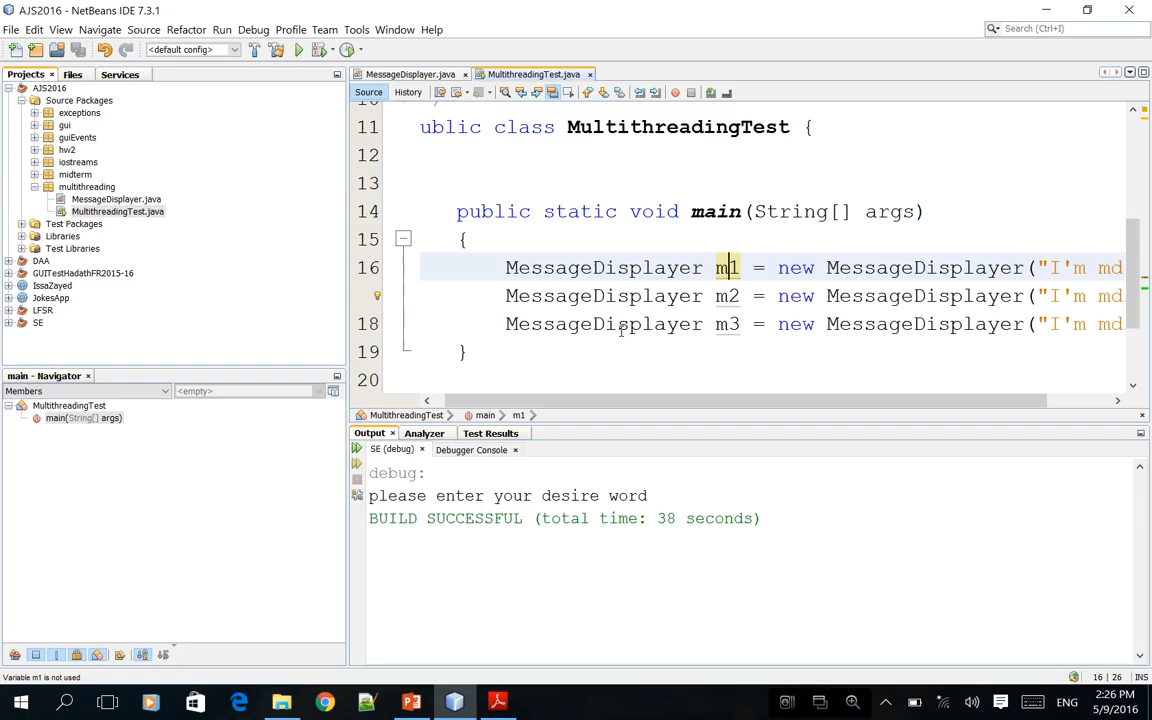 AJS2016 - NetBeans IDE 7.3.1
File Edit View Navigate Source Refactor Run Debug Profile Team Tools Window Help
Search (Ctrl+I)
<default config>
Projects Files Services
MessageDisplayer.java MultithreadingTest.java
AJS2016
Source Packages
exceptions
gui
guiEvents
hw2
iostreams
midterm
multithreading
MessageDisplayer.java
MultithreadingTest.java
Test Packages
Libraries
Test Libraries
DAA
GUITestHadathFR2015-16
IssaZayed
JokesApp
LFSR
SE
Source History
11 ublic class MultithreadingTest {
12
13
14 public static void main(String[] args)
15 {
16 MessageDisplayer m1 = new MessageDisplayer("I'm md
MessageDisplayer m2 = new MessageDisplayer("I'm md
18 MessageDisplayer m3 = new MessageDisplayer("I'm md
19 }
20
MultithreadingTest main m1
main - Navigator
Members <empty>
MultithreadingTest
main(String[] args)
Output Analyzer Test Results
SE (debug) Debugger Console
debug:
please enter your desire word
BUILD SUCCESSFUL (total time: 38 seconds)
Variable m1 is not used
16 | 26 INS
ENG
2:26 PM
5/9/2016